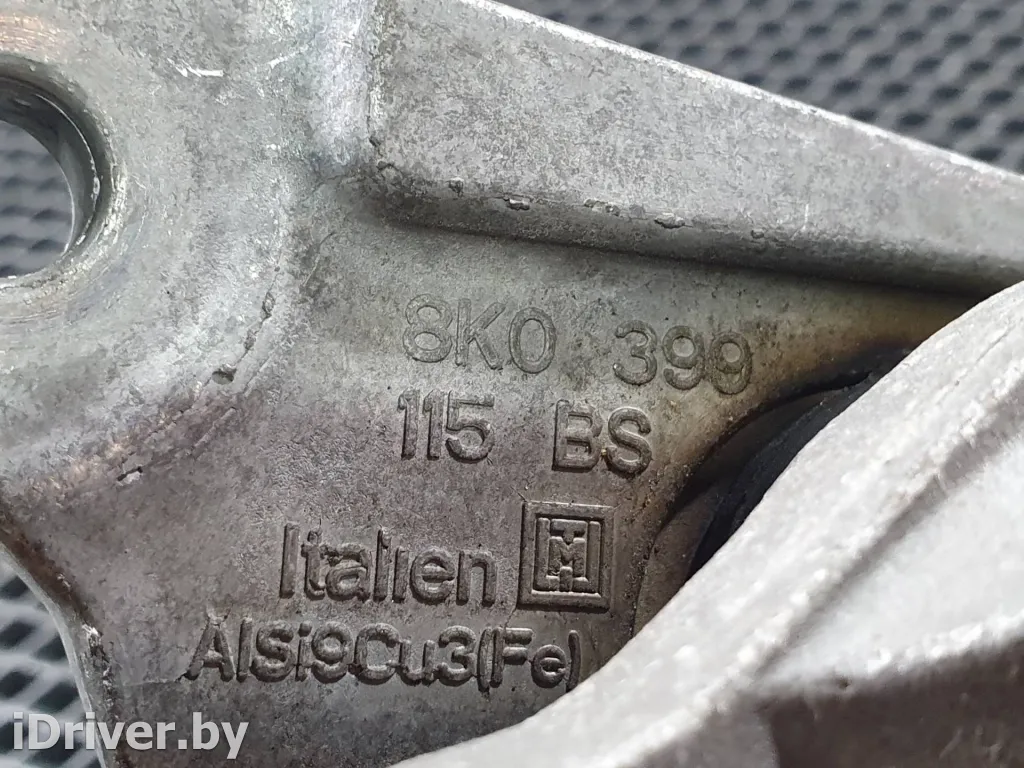 8K0 399
115 BS
Italien
AlSi9Cu3(Fe)
iDriver.by